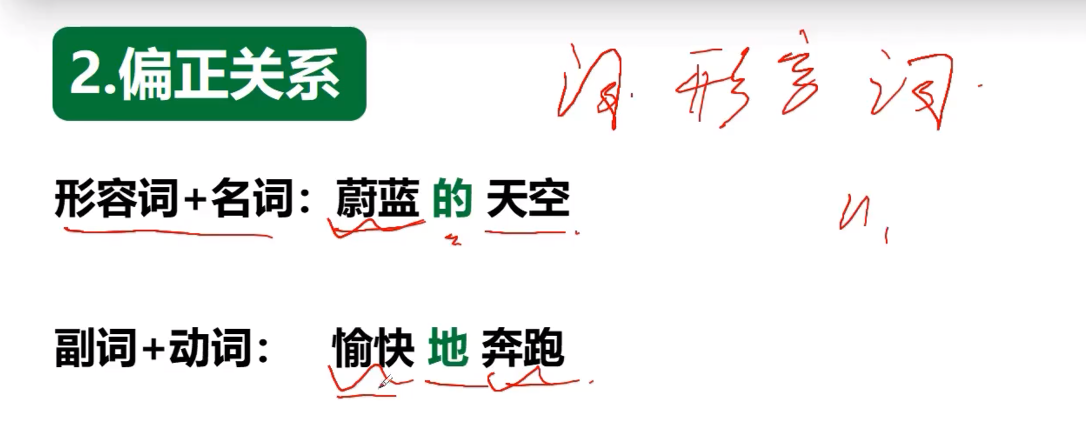 2.偏正关系
词 形容词
形容词+名词：蔚蓝 的 天空
副词+动词： 愉快 地 奔跑